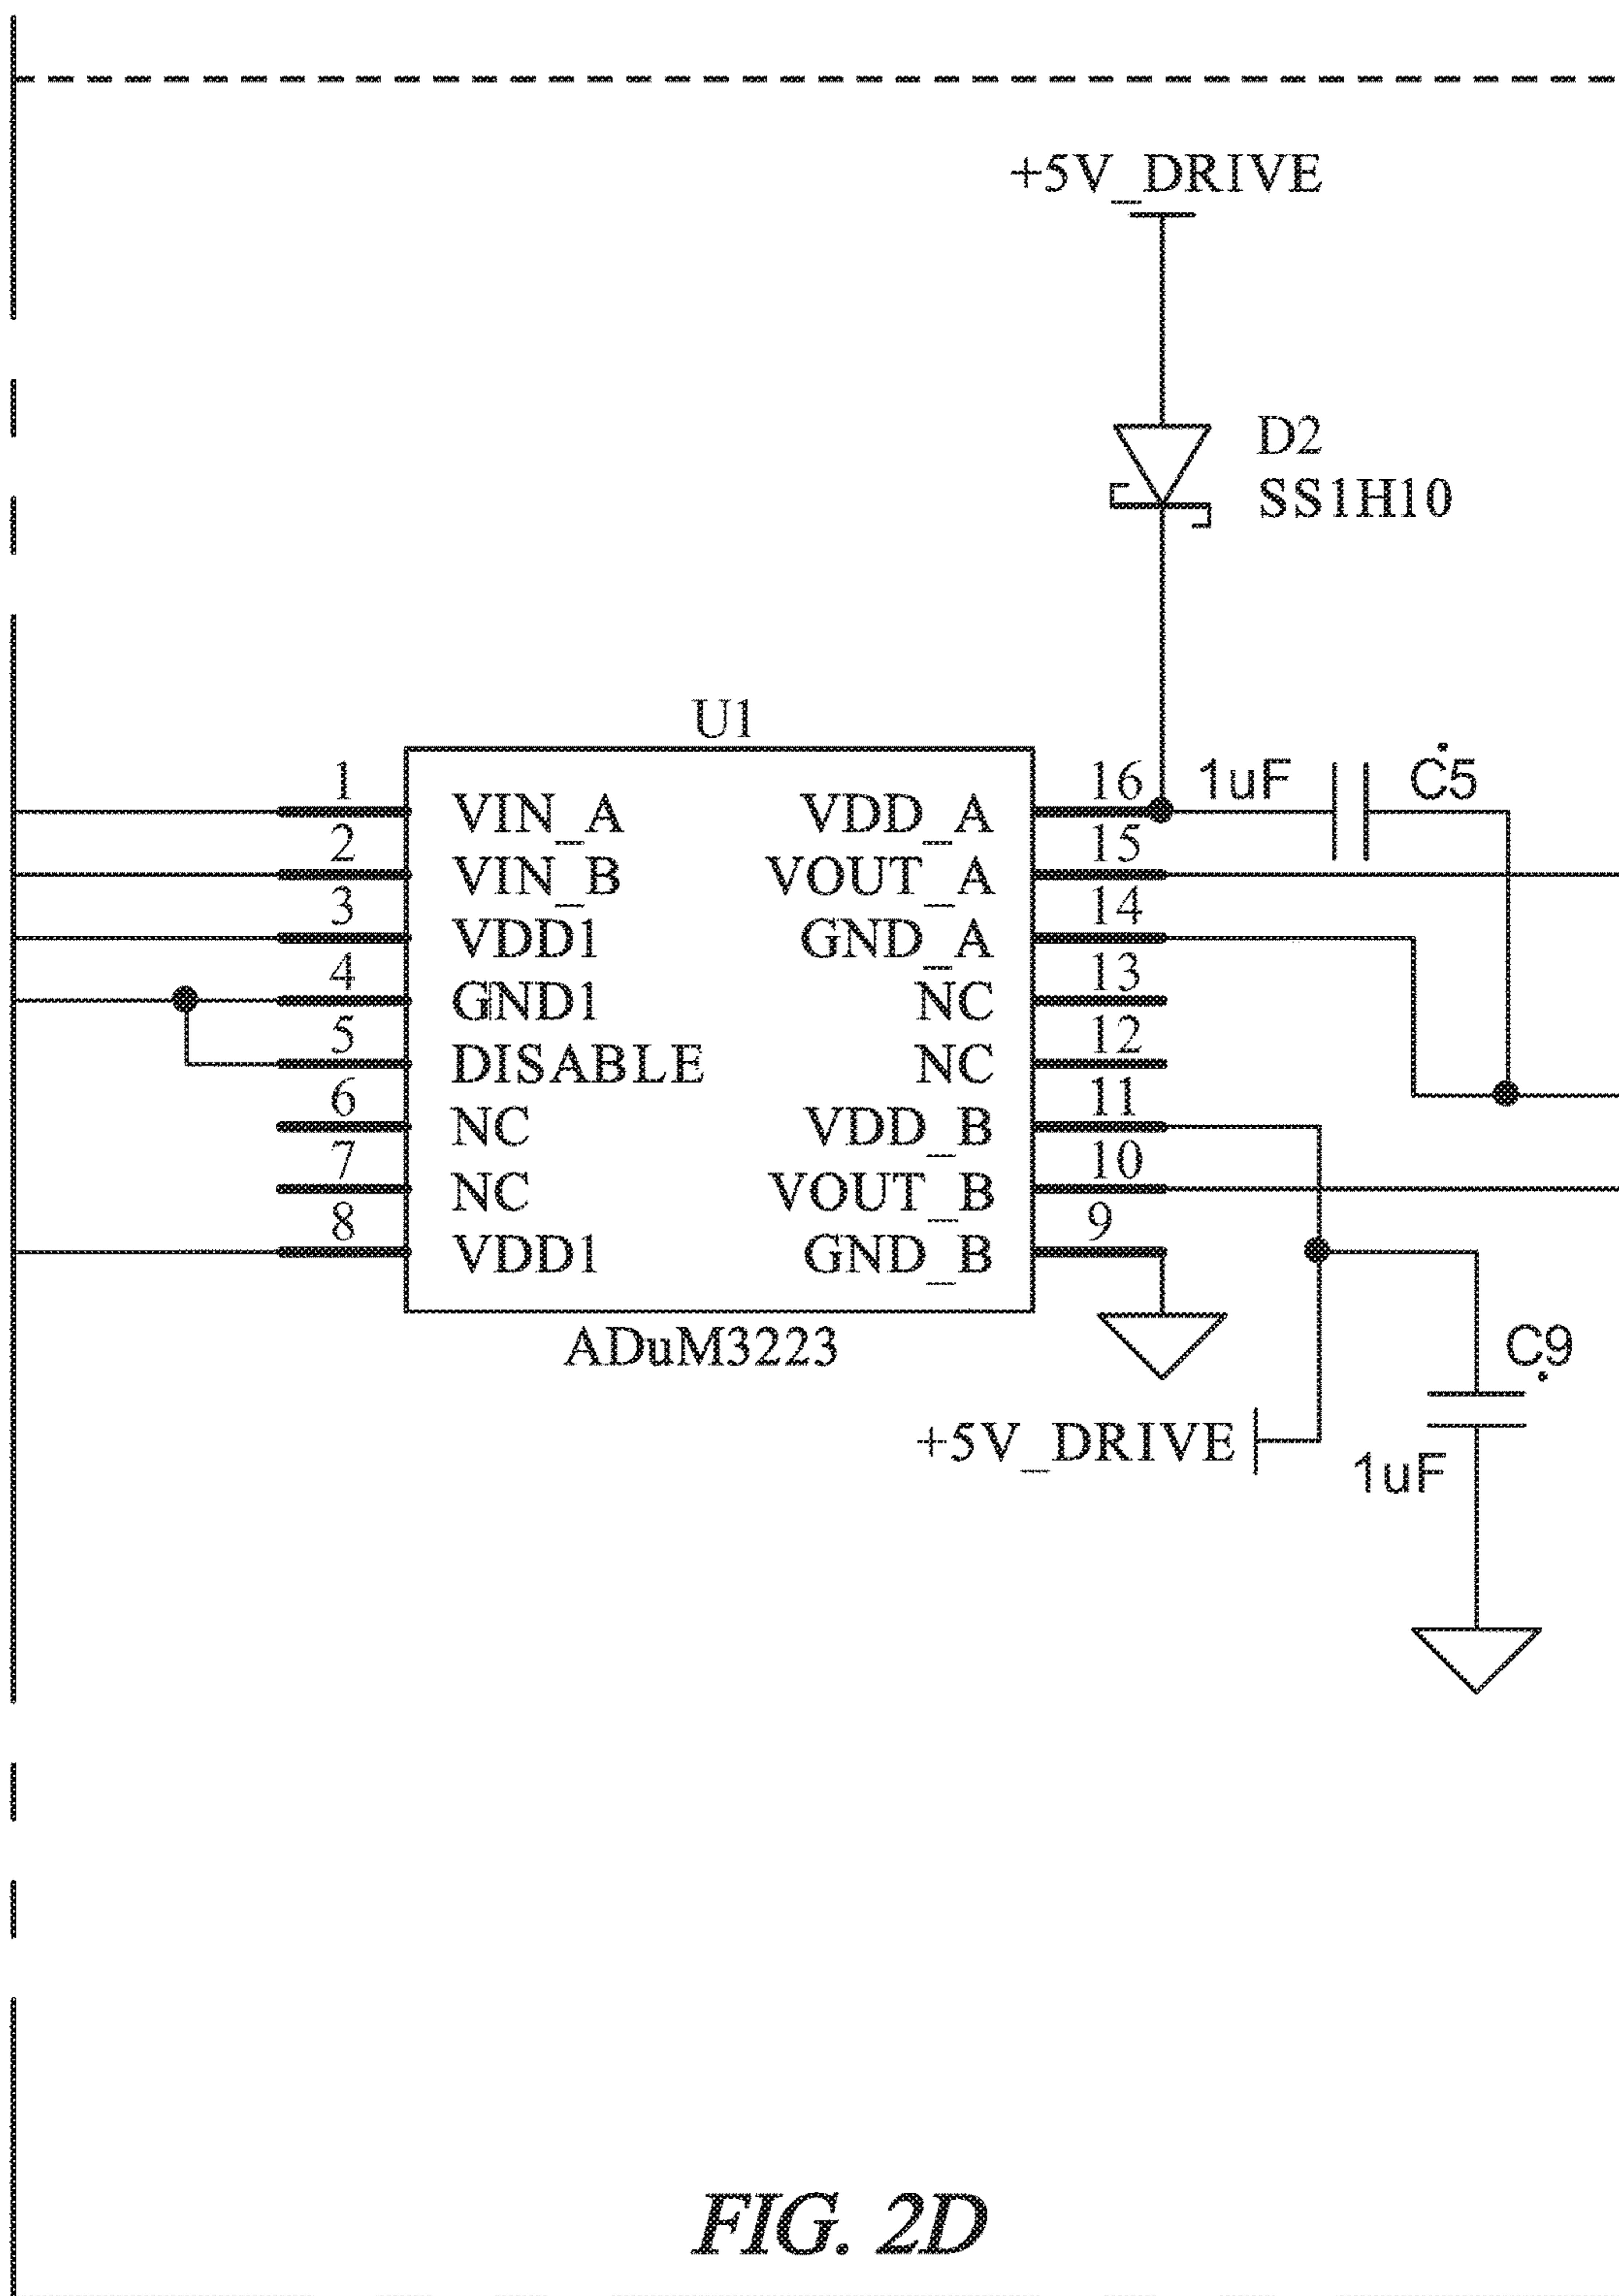 +5V_DRIVE
D2
SS1H10
U1
1 VIN_A VDD_A 16 1uF C5
2 VIN_B VOUT_A 15
3 VDD1 GND_A 14
4 GND1 NC 13
5 DISABLE NC 12
6 NC VDD_B 11
7 NC VOUT_B 10
8 VDD1 GND_B 9
ADuM3223
C9
+5V_DRIVE
1uF
FIG. 2D